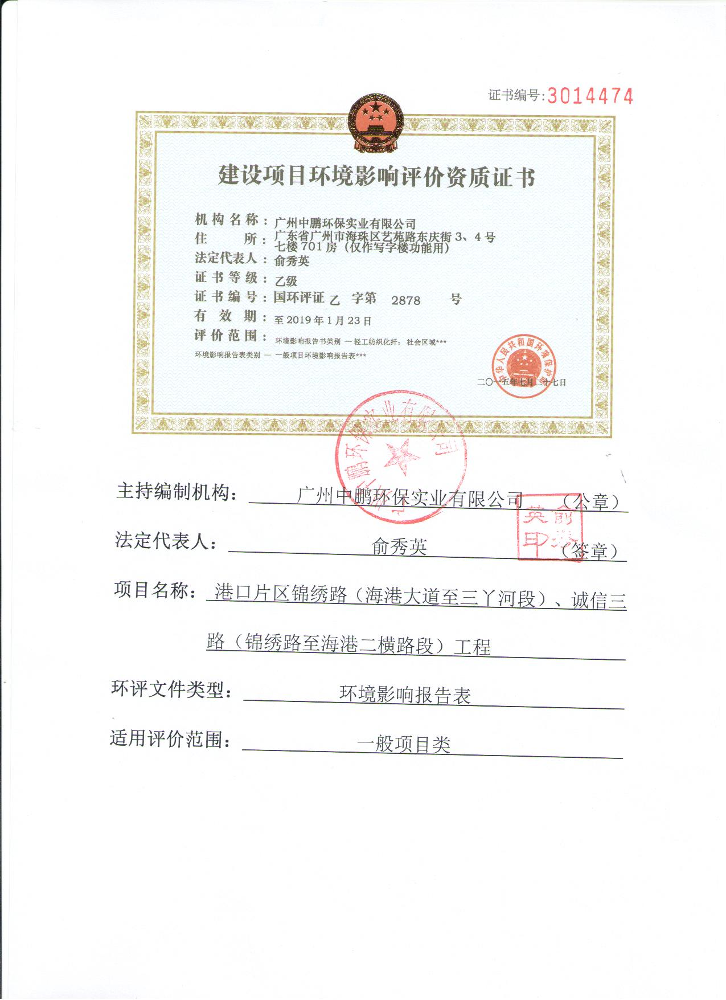 证书编号:3014474
建设项目环境影响评价资质证书
机构名称：广州中鹏环保实业有限公司
住所：广东省广州市海珠区艺苑路东庆街 3、4 号
七楼 701 房（仅作写字楼功能用）
法定代表人：俞秀英
证书等级：乙级
证书编号：国环评证 乙 字第 2878 号
有效期：至 2019 年 1 月 23 日
评价范围：环境影响报告书类别 — 轻工纺织化纤； 社会区域***
环境影响报告表类别 — 一般项目环境影响报告表***
中华人民共和国环境保护部
二〇一五年七月二十七日
广州中鹏环保实业有限公司
主持编制机构：广州中鹏环保实业有限公司（公章）
俞秀英印
法定代表人：俞秀英（签章）
项目名称：港口片区锦绣路（海港大道至三丫河段）、诚信三
路（锦绣路至海港二横路段）工程
环评文件类型：环境影响报告表
适用评价范围：一般项目类